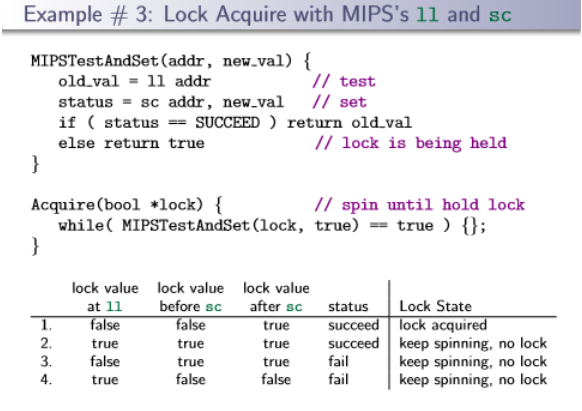 Example # 3: Lock Acquire with MIPS's ll and sc
MIPSTestAndSet(addr, new_val) {
old_val = ll addr // test
status = sc addr, new_val // set
if ( status == SUCCEED ) return old_val
else return true // lock is being held
}
Acquire(bool *lock) { // spin until hold lock
while( MIPSTestAndSet(lock, true) == true ) {};
}
lock value lock value lock value
at ll before sc after sc status Lock State
1. false false true succeed lock acquired
2. true true true succeed keep spinning, no lock
3. false true true fail keep spinning, no lock
4. true false false fail keep spinning, no lock